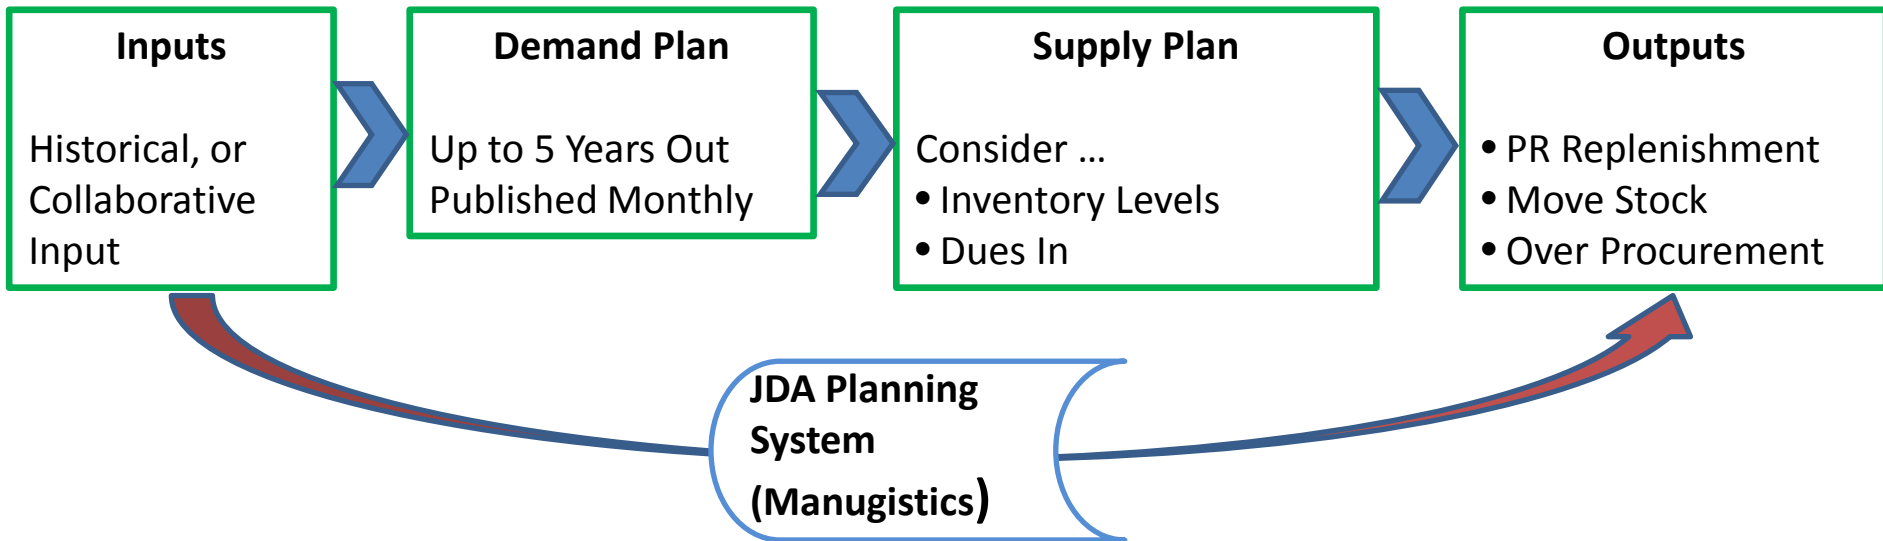 Inputs
Historical, or
Collaborative
Input
Demand Plan
Up to 5 Years Out
Published Monthly
Supply Plan
Consider ...
• Inventory Levels
• Dues In
Outputs
• PR Replenishment
• Move Stock
• Over Procurement
JDA Planning
System
(Manugistics)